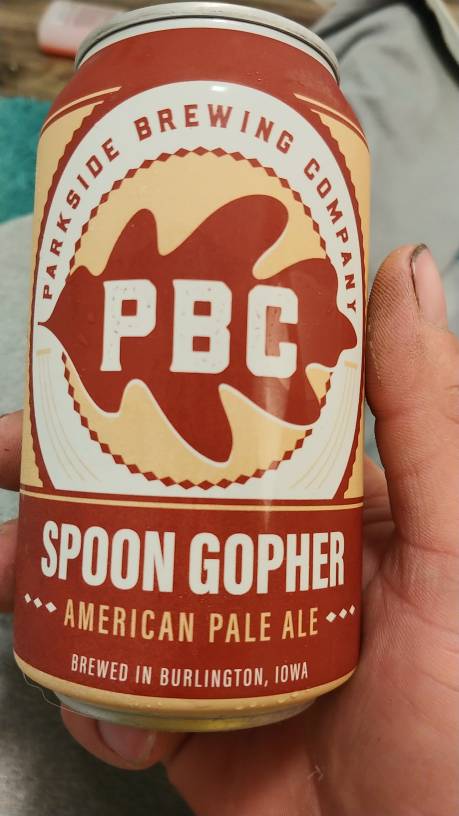 PARKSIDE BREWING COMPANY
PBC
SPOON GOPHER
AMERICAN PALE ALE
BREWED IN BURLINGTON, IOWA